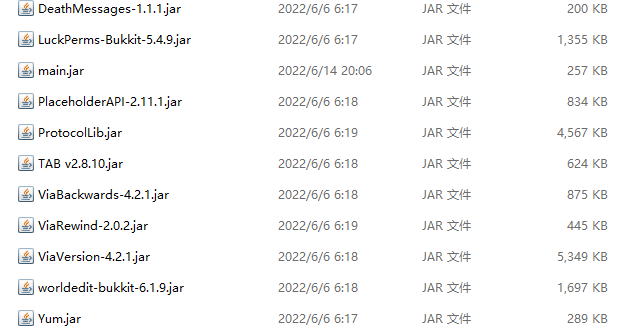 DeathMessages-1.1.1.jar 2022/6/6 6:17 JAR 文件 200 KB
LuckPerms-Bukkit-5.4.9.jar 2022/6/6 6:17 JAR 文件 1,355 KB
main.jar 2022/6/14 20:06 JAR 文件 257 KB
PlaceholderAPI-2.11.1.jar 2022/6/6 6:18 JAR 文件 834 KB
ProtocolLib.jar 2022/6/6 6:19 JAR 文件 4,567 KB
TAB v2.8.10.jar 2022/6/6 6:18 JAR 文件 624 KB
ViaBackwards-4.2.1.jar 2022/6/6 6:18 JAR 文件 875 KB
ViaRewind-2.0.2.jar 2022/6/6 6:19 JAR 文件 445 KB
ViaVersion-4.2.1.jar 2022/6/6 6:18 JAR 文件 5,349 KB
worldedit-bukkit-6.1.9.jar 2022/6/6 6:18 JAR 文件 1,697 KB
Yum.jar 2022/6/6 6:17 JAR 文件 289 KB